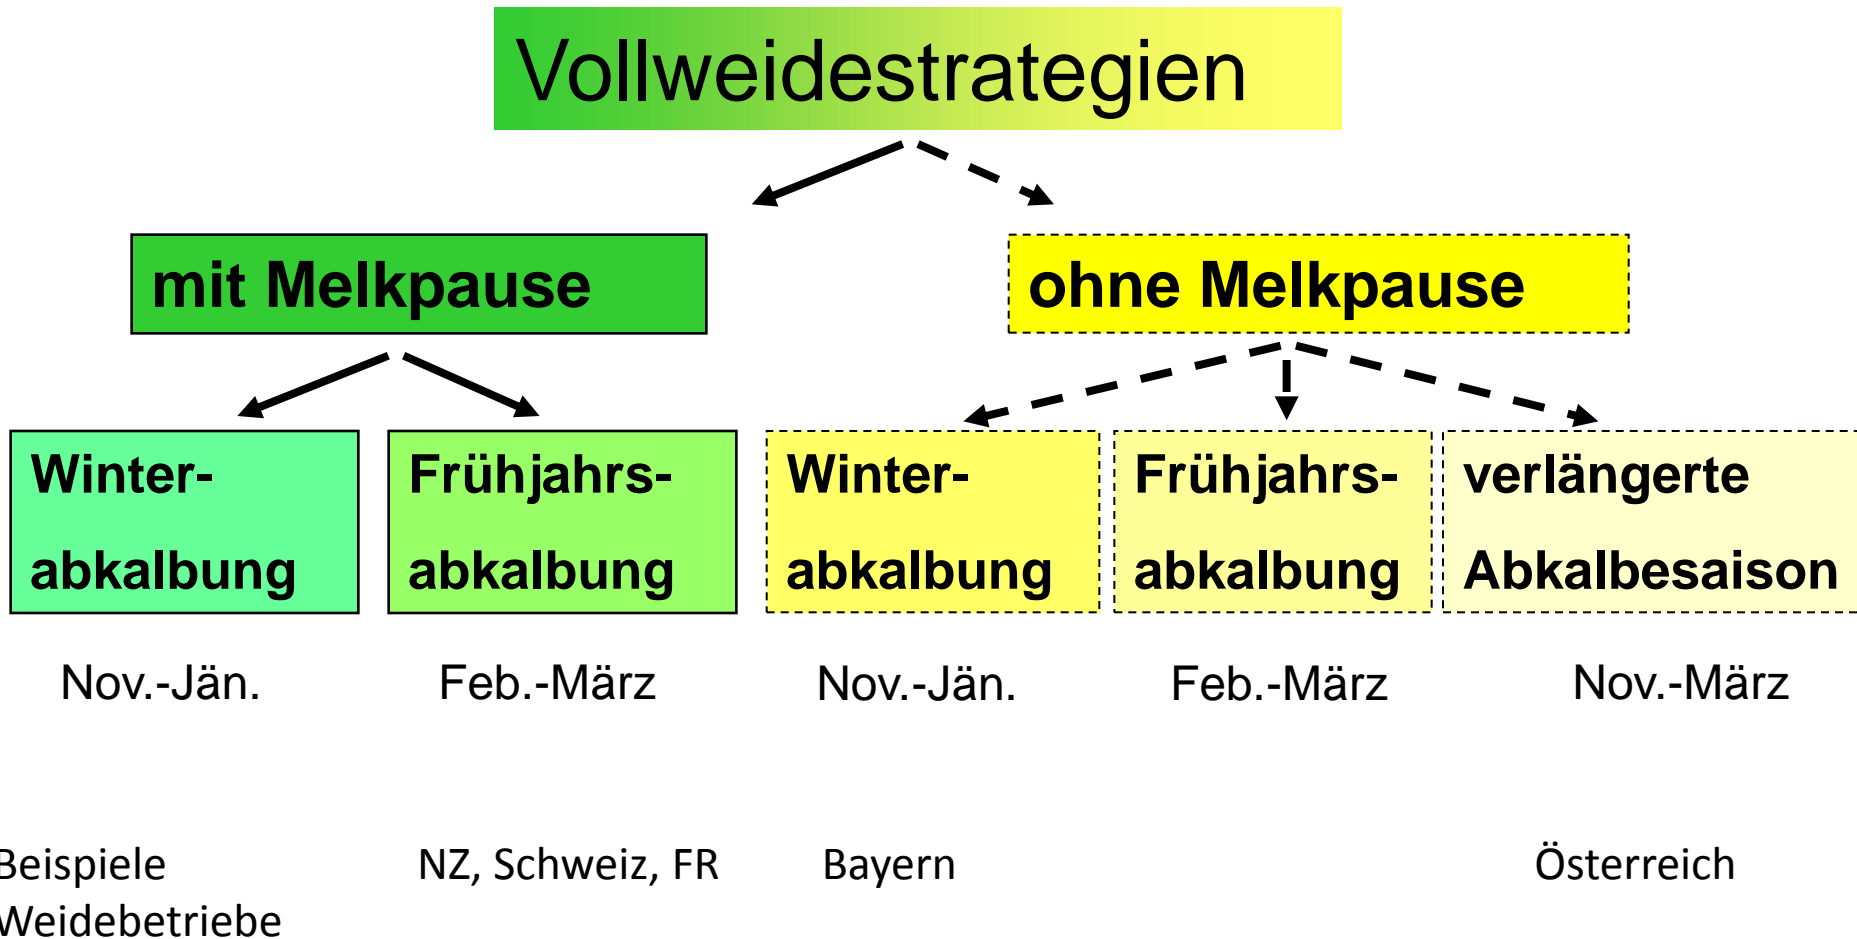 Vollweidestrategien
mit Melkpause
ohne Melkpause
Winter-
abkalbung
Frühjahrs-
abkalbung
Winter-
abkalbung
Frühjahrs-
abkalbung
verlängerte
Abkalbesaison
Nov.-Jän.
Feb.-März
Nov.-Jän.
Feb.-März
Nov.-März
Beispiele
Weidebetriebe
NZ, Schweiz, FR
Bayern
Österreich